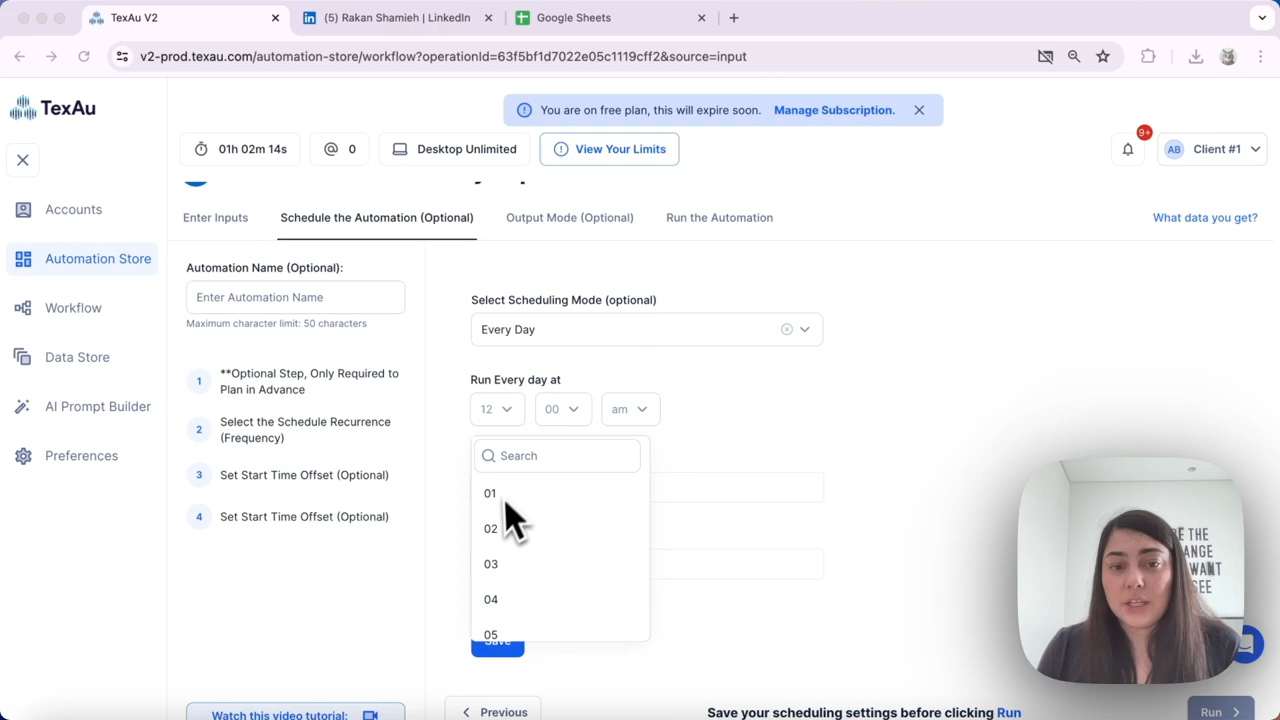 TexAu V2
(5) Rakan Shamieh | LinkedIn
Google Sheets
v2-prod.texau.com/automation-store/workflow?operationId=63f5bf1d7022e05c1119cff2&source=input
TexAu
You are on free plan, this will expire soon. Manage Subscription.
01h 02m 14s
0
Desktop Unlimited
View Your Limits
9+
AB
Client #1
Accounts
Automation Store
Workflow
Data Store
AI Prompt Builder
Preferences
Enter Inputs
Schedule the Automation (Optional)
Output Mode (Optional)
Run the Automation
What data you get?
Automation Name (Optional):
Enter Automation Name
Maximum character limit: 50 characters
1 **Optional Step, Only Required to
Plan in Advance
2 Select the Schedule Recurrence
(Frequency)
3 Set Start Time Offset (Optional)
4 Set Start Time Offset (Optional)
Watch this video tutorial:
Select Scheduling Mode (optional)
Every Day
Run Every day at
12
00
am
Search
01
02
03
04
05
Save
Previous
Save your scheduling settings before clicking Run
Run